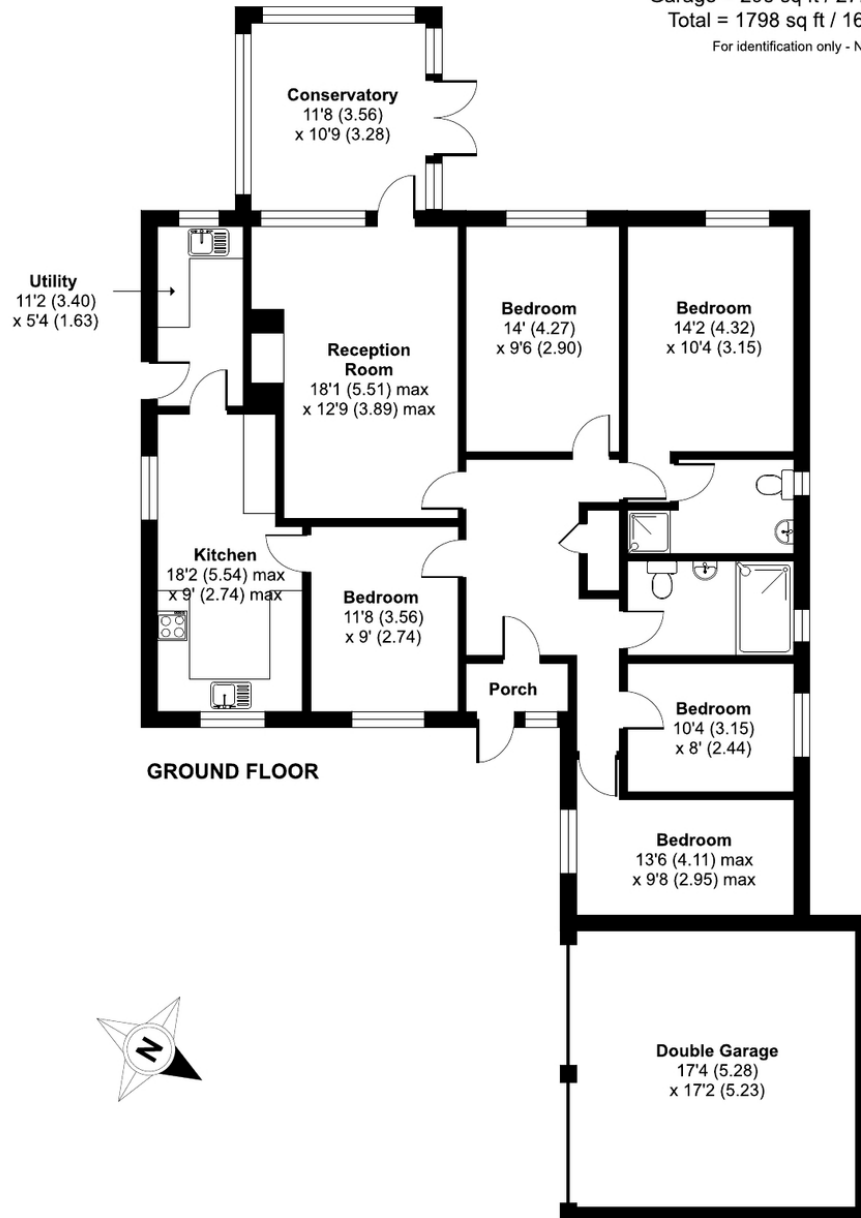 Total = 1798 sq ft / 16
For identification only - N
Conservatory
11'8 (3.56)
x 10'9 (3.28)
Utility
11'2 (3.40)
x 5'4 (1.63)
Reception
Room
18'1 (5.51) max
x 12'9 (3.89) max
Bedroom
14' (4.27)
x 9'6 (2.90)
Bedroom
14'2 (4.32)
x 10'4 (3.15)
Kitchen
18'2 (5.54) max
x 9' (2.74) max
Bedroom
11'8 (3.56)
x 9' (2.74)
Porch
Bedroom
10'4 (3.15)
x 8' (2.44)
GROUND FLOOR
Bedroom
13'6 (4.11) max
x 9'8 (2.95) max
N
Double Garage
17'4 (5.28)
x 17'2 (5.23)